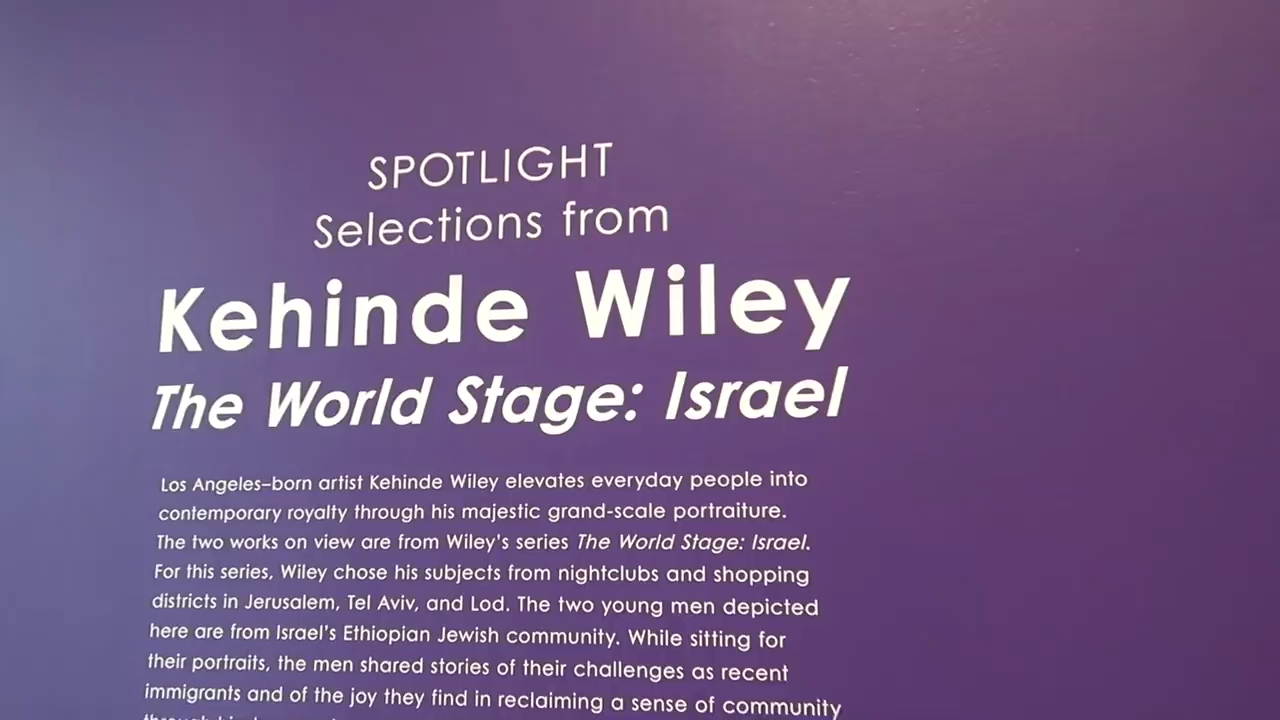 SPOTLIGHT
Selections from
Kehinde Wiley
The World Stage: Israel
Los Angeles–born artist Kehinde Wiley elevates everyday people into
contemporary royalty through his majestic grand-scale portraiture.
The two works on view are from Wiley's series The World Stage: Israel.
For this series, Wiley chose his subjects from nightclubs and shopping
districts in Jerusalem, Tel Aviv, and Lod. The two young men depicted
here are from Israel's Ethiopian Jewish community. While sitting for
their portraits, the men shared stories of their challenges as recent
immigrants and of the joy they find in reclaiming a sense of community